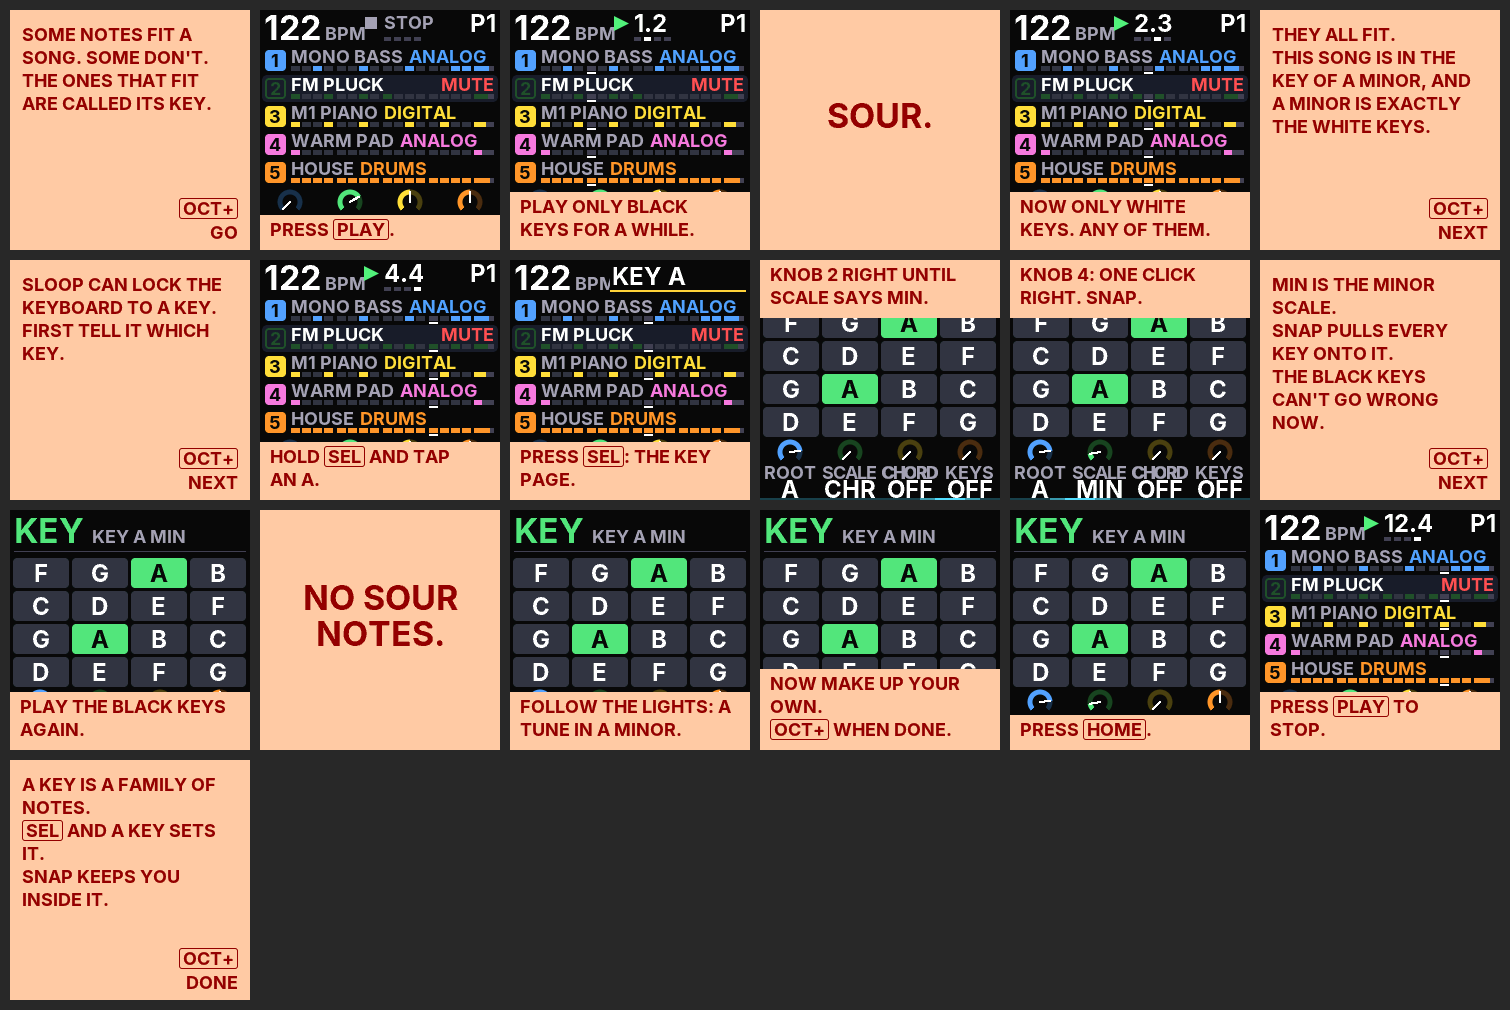 SOME NOTES FIT A
SONG. SOME DON'T.
THE ONES THAT FIT
ARE CALLED ITS KEY.
OCT+
GO
122 BPM STOP P1
1 MONO BASS ANALOG
2 FM PLUCK MUTE
3 M1 PIANO DIGITAL
4 WARM PAD ANALOG
5 HOUSE DRUMS
PRESS PLAY.
122 BPM 1.2 P1
1 MONO BASS ANALOG
2 FM PLUCK MUTE
3 M1 PIANO DIGITAL
4 WARM PAD ANALOG
5 HOUSE DRUMS
PLAY ONLY BLACK
KEYS FOR A WHILE.
SOUR.
122 BPM 2.3 P1
1 MONO BASS ANALOG
2 FM PLUCK MUTE
3 M1 PIANO DIGITAL
4 WARM PAD ANALOG
5 HOUSE DRUMS
NOW ONLY WHITE
KEYS. ANY OF THEM.
THEY ALL FIT.
THIS SONG IS IN THE
KEY OF A MINOR, AND
A MINOR IS EXACTLY
THE WHITE KEYS.
OCT+
NEXT
SLOOP CAN LOCK THE
KEYBOARD TO A KEY.
FIRST TELL IT WHICH
KEY.
OCT+
NEXT
122 BPM 4.4 P1
1 MONO BASS ANALOG
2 FM PLUCK MUTE
3 M1 PIANO DIGITAL
4 WARM PAD ANALOG
5 HOUSE DRUMS
HOLD SEL AND TAP
AN A.
122 BPM KEY A
1 MONO BASS ANALOG
2 FM PLUCK MUTE
3 M1 PIANO DIGITAL
4 WARM PAD ANALOG
5 HOUSE DRUMS
PRESS SEL: THE KEY
PAGE.
KNOB 2 RIGHT UNTIL
SCALE SAYS MIN.
F G A B
C D E F
G A B C
D E F G
ROOT SCALE CHORD KEYS
A CHR OFF OFF
KNOB 4: ONE CLICK
RIGHT. SNAP.
F G A B
C D E F
G A B C
D E F G
ROOT SCALE CHORD KEYS
A MIN OFF OFF
MIN IS THE MINOR
SCALE.
SNAP PULLS EVERY
KEY ONTO IT.
THE BLACK KEYS
CAN'T GO WRONG
NOW.
OCT+
NEXT
KEY KEY A MIN
F G A B
C D E F
G A B C
D E F G
PLAY THE BLACK KEYS
AGAIN.
NO SOUR
NOTES.
KEY KEY A MIN
F G A B
C D E F
G A B C
D E F G
FOLLOW THE LIGHTS: A
TUNE IN A MINOR.
KEY KEY A MIN
F G A B
C D E F
G A B C
D E F G
NOW MAKE UP YOUR
OWN.
OCT+ WHEN DONE.
KEY KEY A MIN
F G A B
C D E F
G A B C
D E F G
PRESS HOME.
122 BPM 12.4 P1
1 MONO BASS ANALOG
2 FM PLUCK MUTE
3 M1 PIANO DIGITAL
4 WARM PAD ANALOG
5 HOUSE DRUMS
PRESS PLAY TO
STOP.
A KEY IS A FAMILY OF
NOTES.
SEL AND A KEY SETS
IT.
SNAP KEEPS YOU
INSIDE IT.
OCT+
DONE